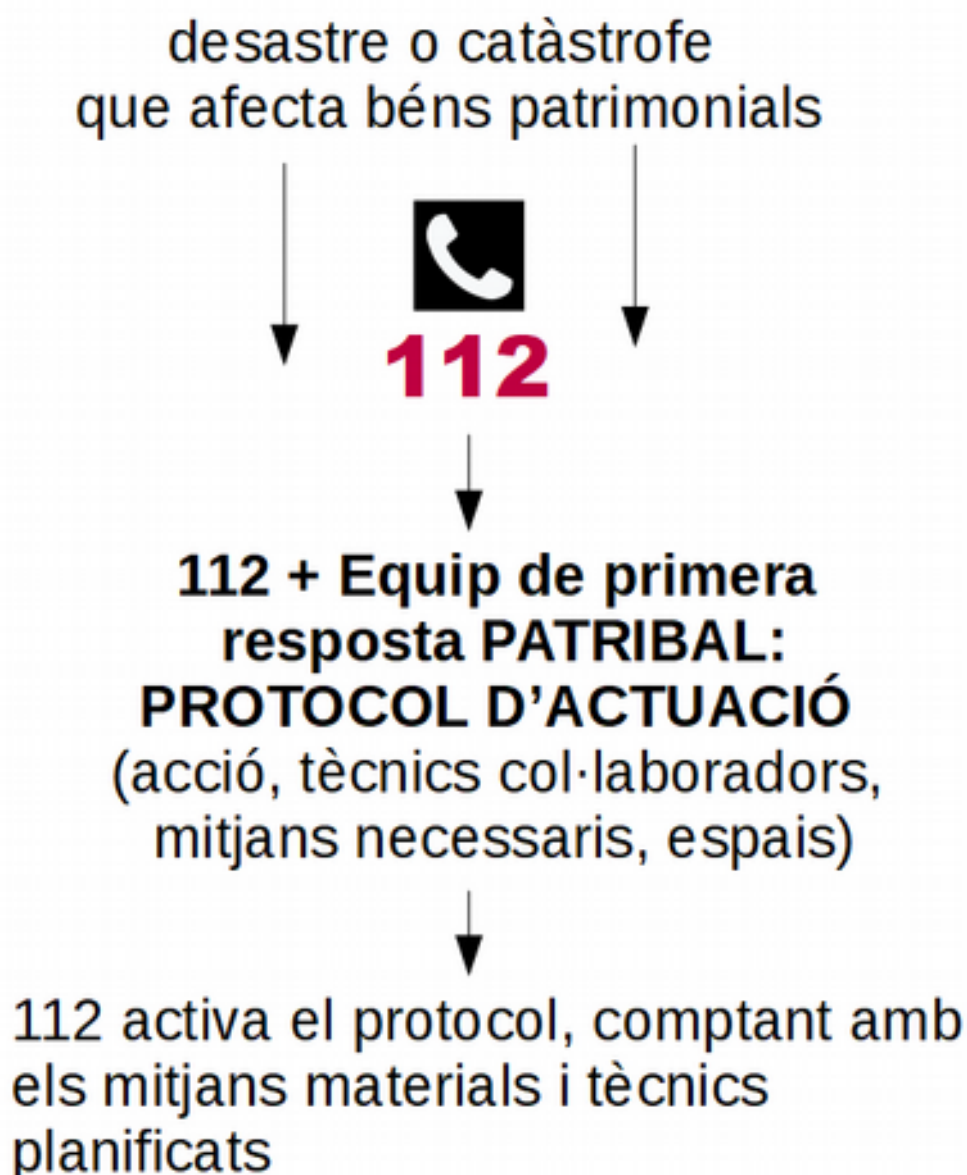 desastre o catàstrofe
que afecta béns patrimonials
112
112 + Equip de primera
resposta PATRIBAL:
PROTOCOL D’ACTUACIÓ
(acció, tècnics col·laboradors,
mitjans necessaris, espais)
112 activa el protocol, comptant amb
els mitjans materials i tècnics
planificats